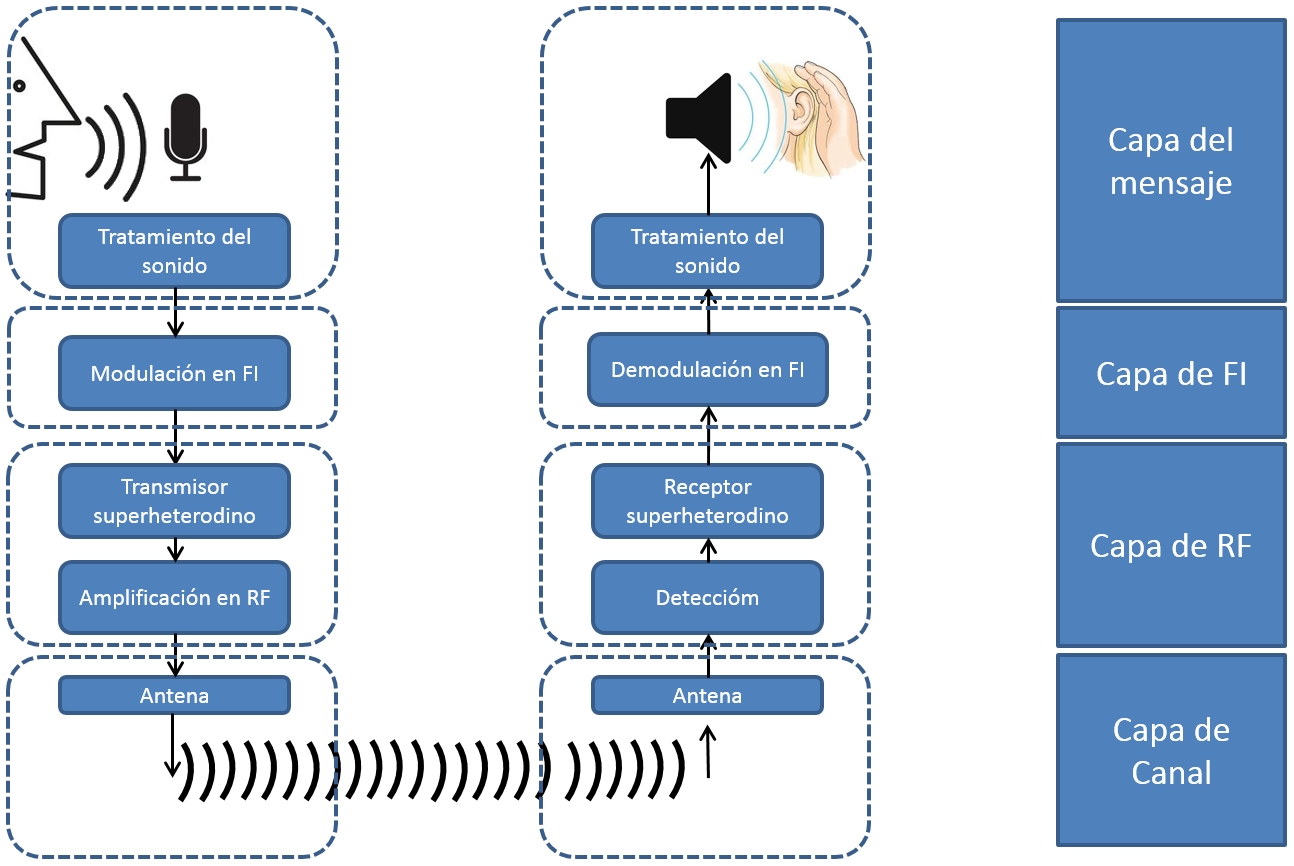 Tratamiento del
sonido
Modulación en FI
Transmisor
superheterodino
Amplificación en RF
Antena
Tratamiento del
sonido
Demodulación en FI
Receptor
superheterodino
Deteccióm
Antena
Capa del
mensaje
Capa de FI
Capa de RF
Capa de
Canal